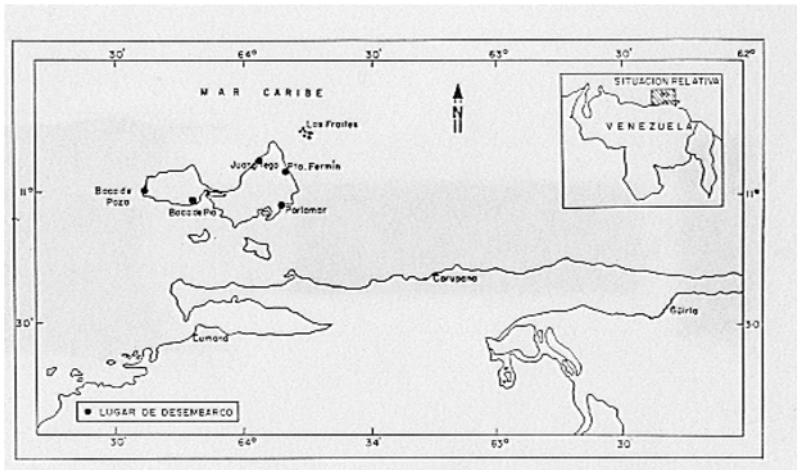 30' 64° 30' 63° 30' 62°
SITUACION RELATIVA
VENEZUELA
MAR CARIBE
N
Los Frailes
Juangriego
Pto. Fermín
11° 11°
Boca de
Pozo
Boca de
Porlamar
Carupano
Güiria
30' 30'
Cumaná
LUGAR DE DESEMBARCO
30' 64° 34' 63° 30